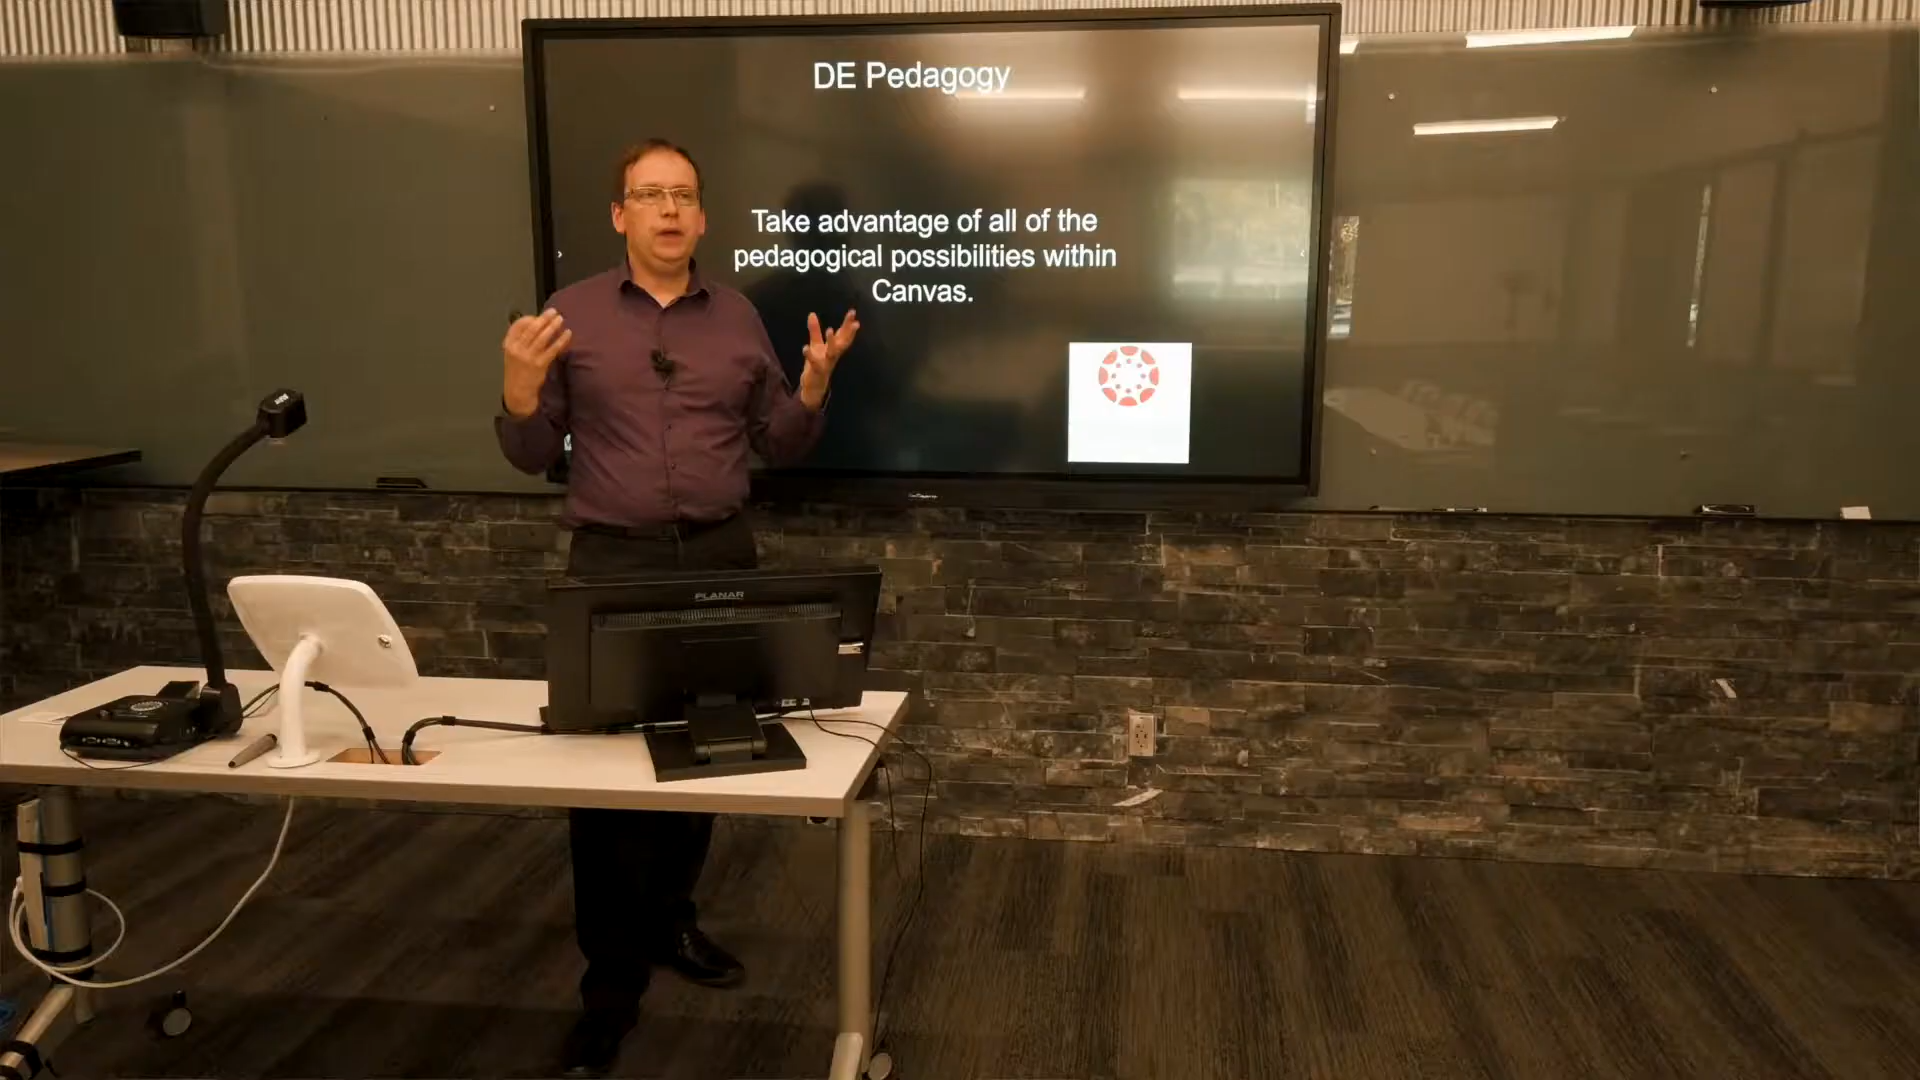 DE Pedagogy
Take advantage of all of the
pedagogical possibilities within
Canvas.
PLANAR